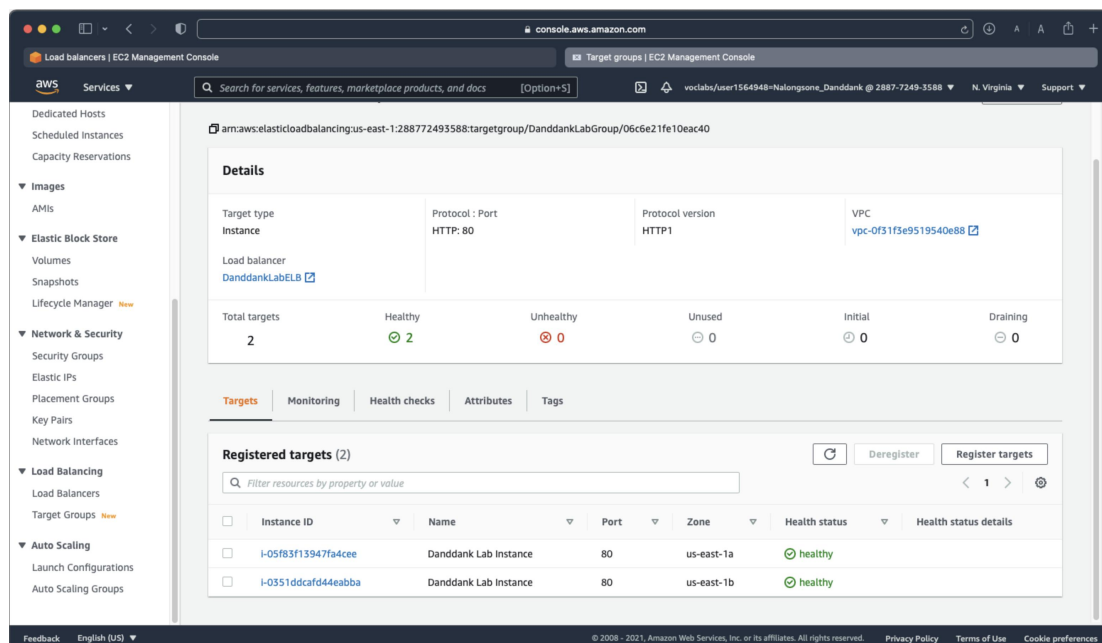 console.aws.amazon.com
A A
Load balancers | EC2 Management Console
Target groups | EC2 Management Console
aws Services Search for services, features, marketplace products, and docs [Option+S] voclabs/user1564948=Nalongsone_Danddank @ 2887-7249-3588 N. Virginia Support
Dedicated Hosts
Scheduled Instances
Capacity Reservations
Images
AMIs
Elastic Block Store
Volumes
Snapshots
Lifecycle Manager New
Network & Security
Security Groups
Elastic IPs
Placement Groups
Key Pairs
Network Interfaces
Load Balancing
Load Balancers
Target Groups New
Auto Scaling
Launch Configurations
Auto Scaling Groups
arn:aws:elasticloadbalancing:us-east-1:288772493588:targetgroup/DanddankLabGroup/06c6e21fe10eac40
Details
Target type Protocol : Port Protocol version VPC
Instance HTTP: 80 HTTP1 vpc-0f31f3e9519540e88
Load balancer
DanddankLabELB
Total targets Healthy Unhealthy Unused Initial Draining
2 2 0 0 0 0
Targets Monitoring Health checks Attributes Tags
Registered targets (2) Deregister Register targets
Filter resources by property or value 1
Instance ID Name Port Zone Health status Health status details
i-05f83f13947fa4cee Danddank Lab Instance 80 us-east-1a healthy
i-0351ddcafd44eabba Danddank Lab Instance 80 us-east-1b healthy
Feedback English (US) © 2008 - 2021, Amazon Web Services, Inc. or its affiliates. All rights reserved. Privacy Policy Terms of Use Cookie preferences